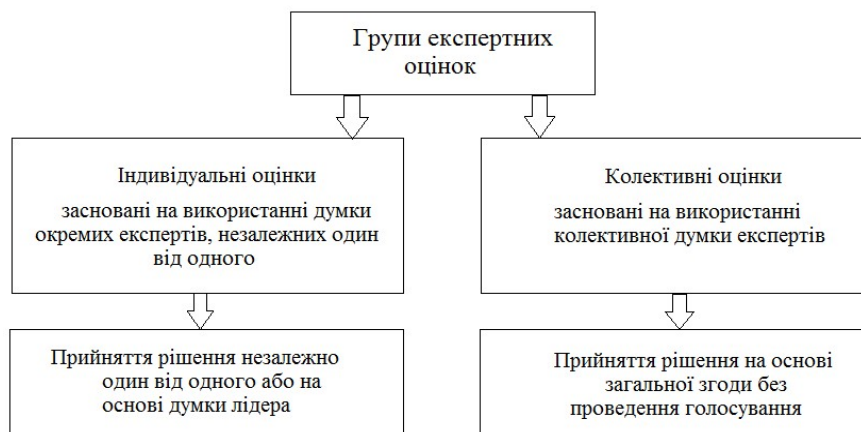 Групи експертних
оцінок
Індивідуальні оцінки
засновані на використанні думки
окремих експертів, незалежних один
від одного
Колективні оцінки
засновані на використанні
колективної думки експертів
Прийняття рішення незалежно
один від одного або на
основі думки лідера
Прийняття рішення на основі
загальної згоди без
проведення голосування